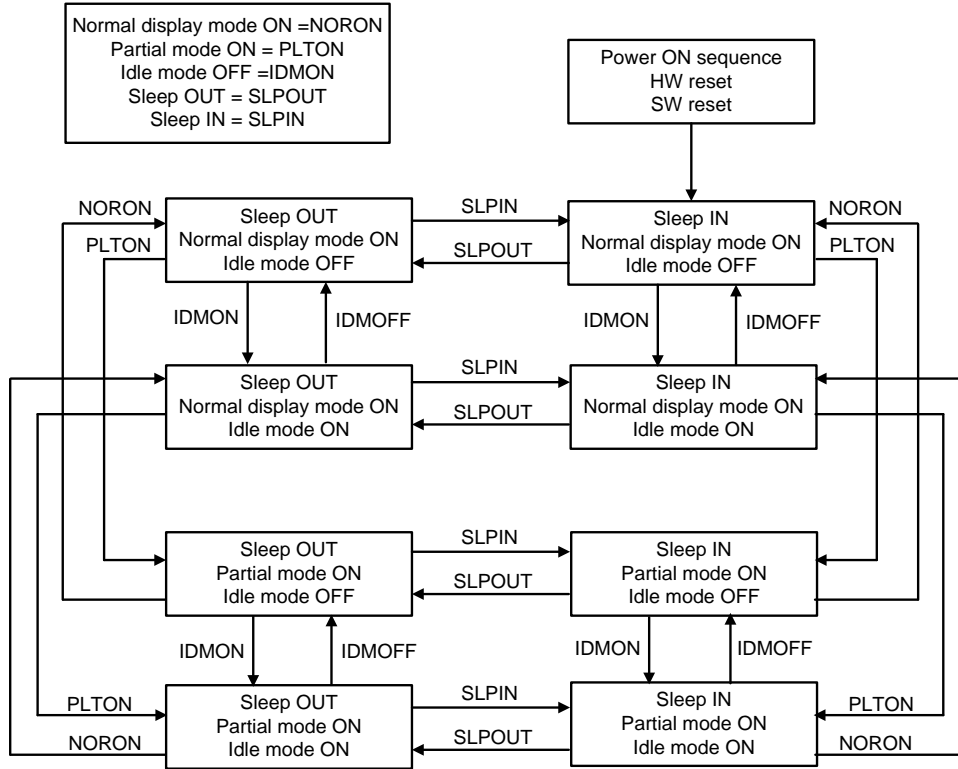 Normal display mode ON =NORON
Partial mode ON = PLTON
Idle mode OFF =IDMON
Sleep OUT = SLPOUT
Sleep IN = SLPIN
Power ON sequence
HW reset
SW reset
NORON
PLTON
Sleep OUT
Normal display mode ON
Idle mode OFF
SLPIN
SLPOUT
Sleep IN
Normal display mode ON
Idle mode OFF
NORON
PLTON
IDMON
IDMOFF
IDMON
IDMOFF
Sleep OUT
Normal display mode ON
Idle mode ON
SLPIN
SLPOUT
Sleep IN
Normal display mode ON
Idle mode ON
Sleep OUT
Partial mode ON
Idle mode OFF
SLPIN
SLPOUT
Sleep IN
Partial mode ON
Idle mode OFF
IDMON
IDMOFF
IDMON
IDMOFF
PLTON
NORON
Sleep OUT
Partial mode ON
Idle mode ON
SLPIN
SLPOUT
Sleep IN
Partial mode ON
Idle mode ON
PLTON
NORON